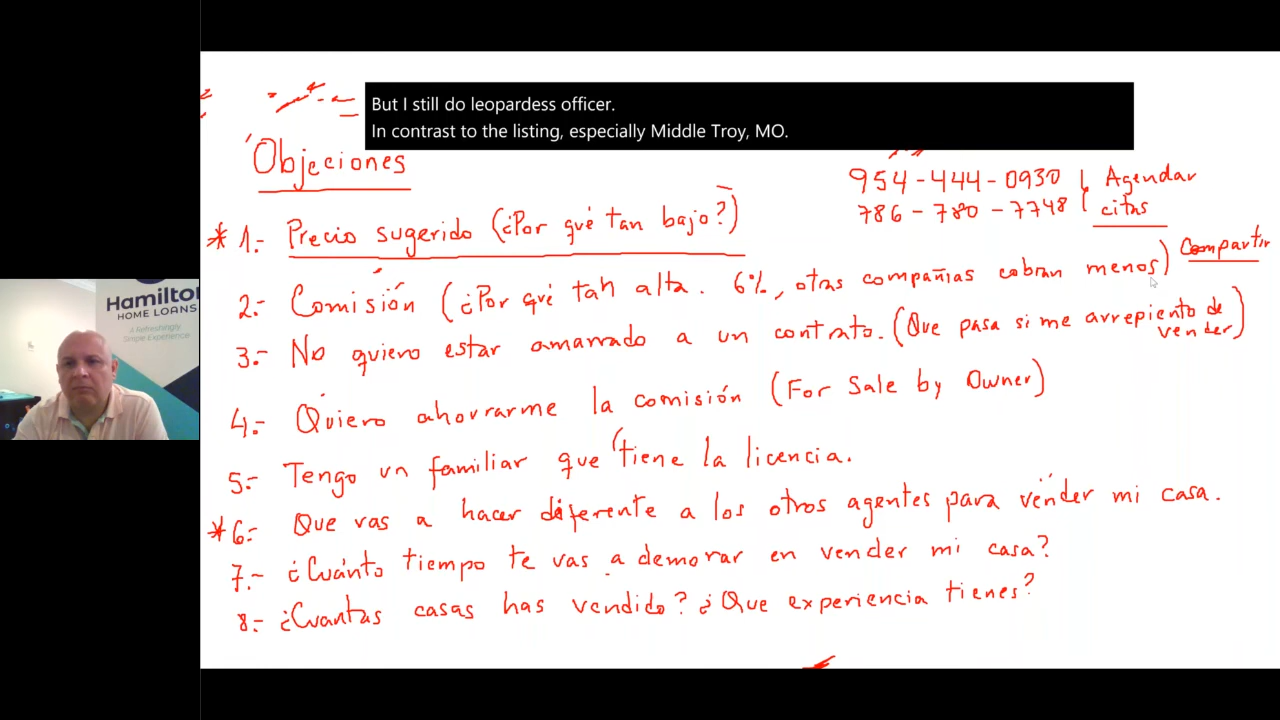 But I still do leopardess officer.
In contrast to the listing, especially Middle Troy, MO.
Objeciones
954-444-0930 Agendar
786-780-7748 citas
* 1.- Precio sugerido (¿Por qué tan bajo?)
Compartir
2.- Comisión (¿Por qué tan alta. 6%, otras compañias cobran menos)
3.- No quiero estar amarrado a un contrato. (Que pasa si me arrepiento de vender)
4.- Quiero ahorrarme la comisión (For Sale by Owner)
5.- Tengo un familiar que tiene la licencia.
* 6.- Que vas a hacer diferente a los otros agentes para vender mi casa.
7.- ¿Cuánto tiempo te vas a demorar en vender mi casa?
8.- ¿Cuantas casas has vendido? ¿Que experiencia tienes?
Hamilton
HOME LOANS
A Refreshingly
Simple Experience